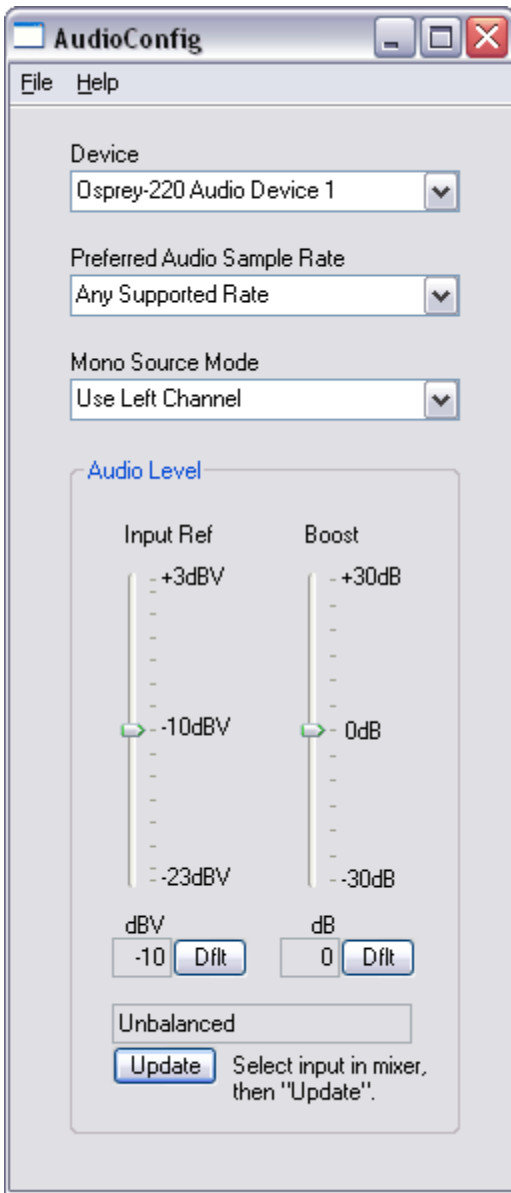 AudioConfig
File Help
Device
Osprey-220 Audio Device 1
Preferred Audio Sample Rate
Any Supported Rate
Mono Source Mode
Use Left Channel
Audio Level
Input Ref Boost
+3dBV +30dB
-10dBV 0dB
-23dBV -30dB
dBV dB
-10 Dflt 0 Dflt
Unbalanced
Update Select input in mixer,
then "Update".